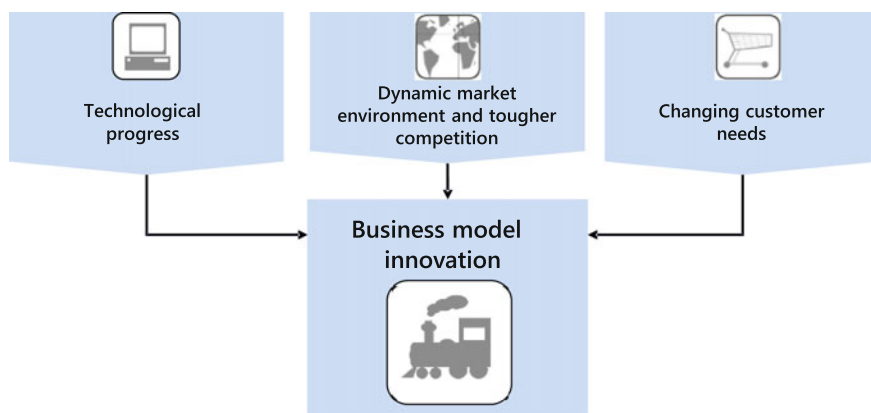 Technological
progress
Dynamic market
environment and tougher
competition
Changing customer
needs
Business model
innovation